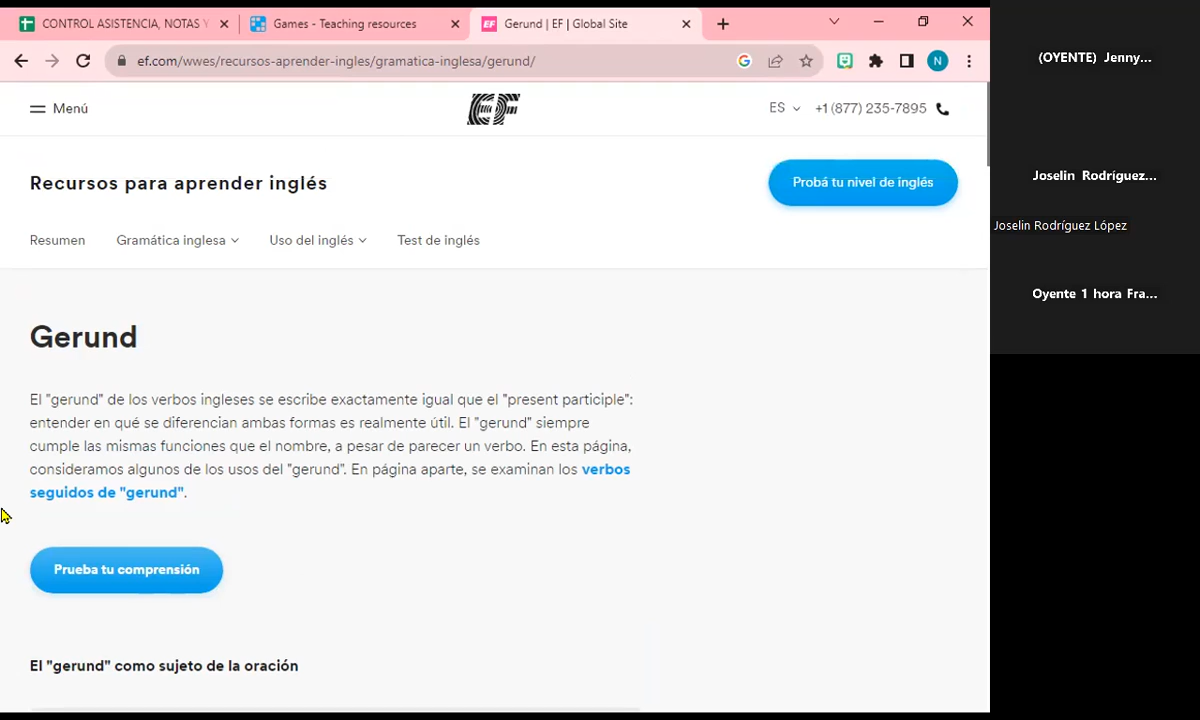 CONTROL ASISTENCIA, NOTAS Y
Games - Teaching resources
EF Gerund | EF | Global Site
ef.com/wwes/recursos-aprender-ingles/gramatica-inglesa/gerund/
N
Menú
EF
ES
+1 (877) 235-7895
Recursos para aprender inglés
Probá tu nivel de inglés
Resumen Gramática inglesa Uso del inglés Test de inglés
Gerund
El "gerund" de los verbos ingleses se escribe exactamente igual que el "present participle":
entender en qué se diferencian ambas formas es realmente útil. El "gerund" siempre
cumple las mismas funciones que el nombre, a pesar de parecer un verbo. En esta página,
consideramos algunos de los usos del "gerund". En página aparte, se examinan los verbos
seguidos de "gerund".
Prueba tu comprensión
El "gerund" como sujeto de la oración
(OYENTE) Jenny...
Joselin Rodríguez...
Joselin Rodríguez López
Oyente 1 hora Fra...